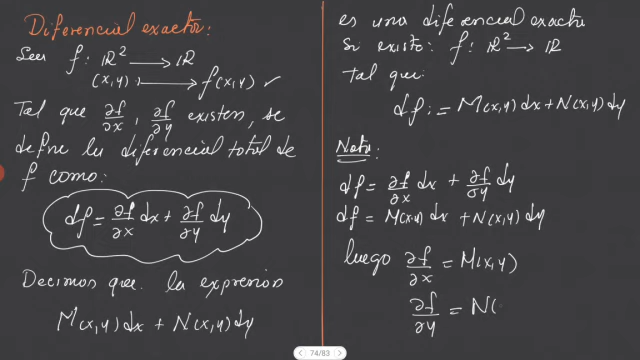 Diferencial exacta:
Sea f: ℝ² → ℝ
(x,y) → f(x,y) ✓
Tal que ∂f/∂x, ∂f/∂y existen, se
define la diferencial total de
f como:
df = ∂f/∂x dx + ∂f/∂y dy
Decimos que la expresión
M(x,y) dx + N(x,y) dy
es una diferencial exacta
si existe: f: ℝ² → ℝ
tal que:
df := M(x,y) dx + N(x,y) dy
Nota:
df = ∂f/∂x dx + ∂f/∂y dy
df = M(x,y) dx + N(x,y) dy
luego ∂f/∂x = M(x,y)
∂f/∂y = N(
74/83